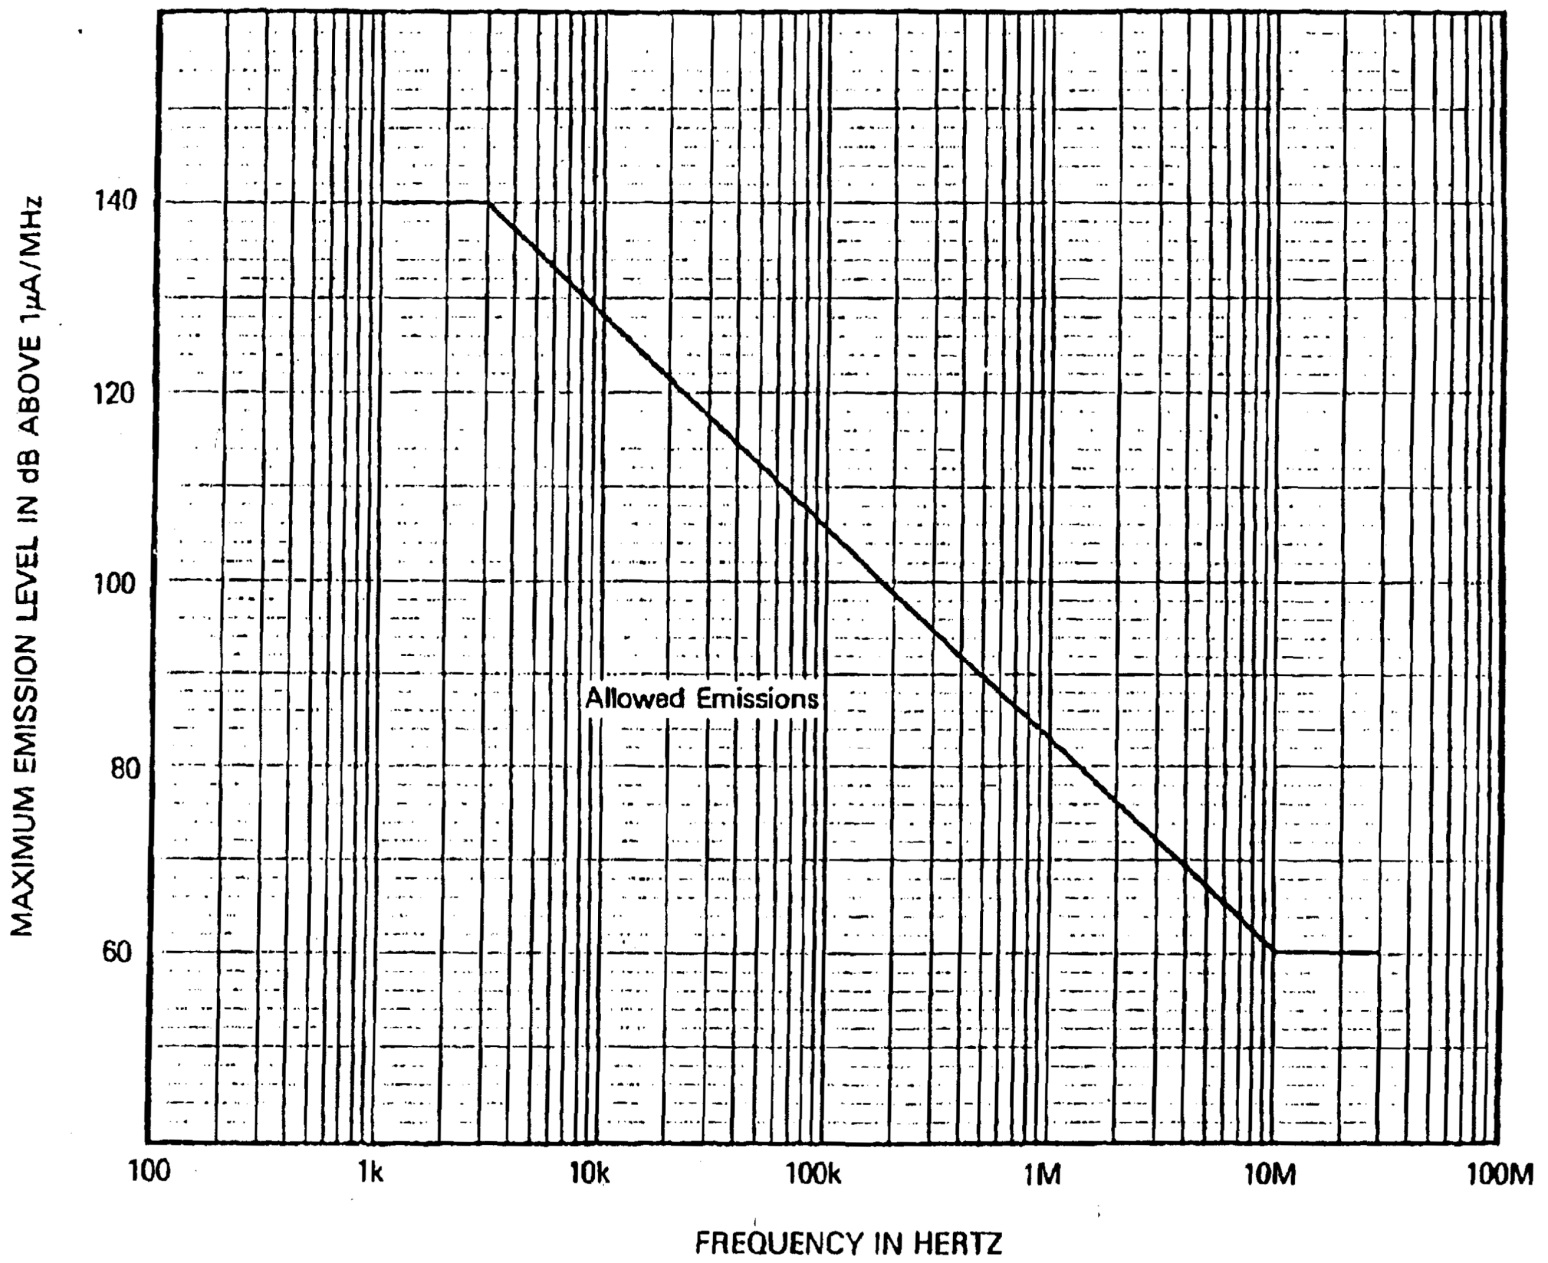 MAXIMUM EMISSION LEVEL IN dB ABOVE 1μA/MHz
140
120
100
80
60
Allowed Emissions
100 1k 10k 100k 1M 10M 100M
FREQUENCY IN HERTZ